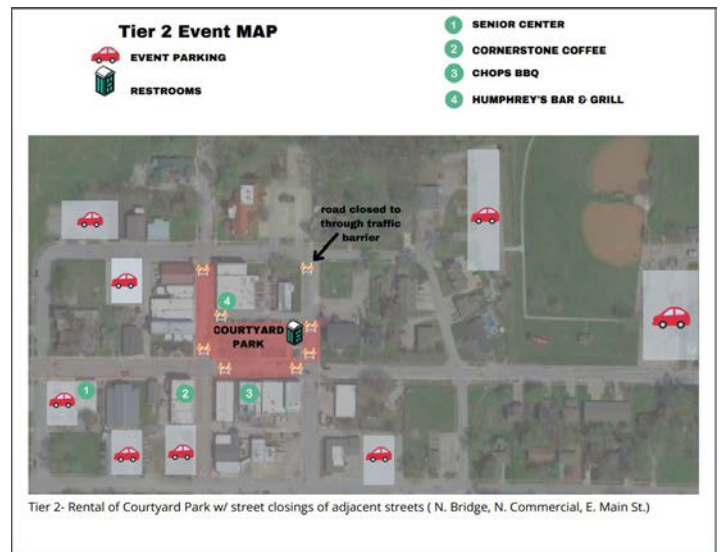 Tier 2 Event MAP
EVENT PARKING
RESTROOMS
1 SENIOR CENTER
2 CORNERSTONE COFFEE
3 CHOPS BBQ
4 HUMPHREY'S BAR & GRILL
road closed to
through traffic
barrier
4
COURTYARD
PARK
1
2
3
Tier 2- Rental of Courtyard Park w/ street closings of adjacent streets ( N. Bridge, N. Commercial, E. Main St.)